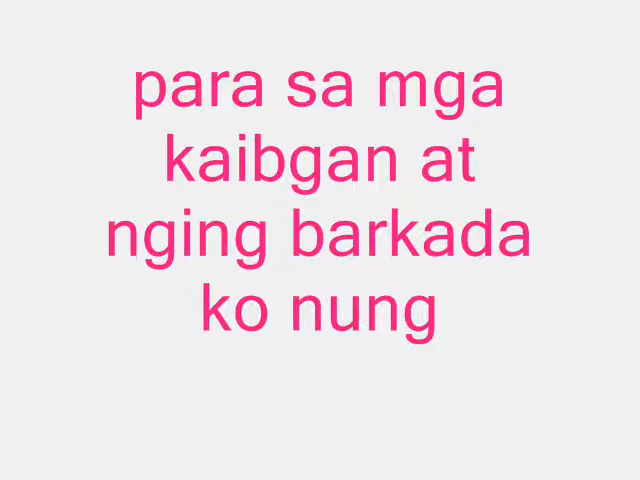 para sa mga
kaibgan at
nging barkada
ko nung